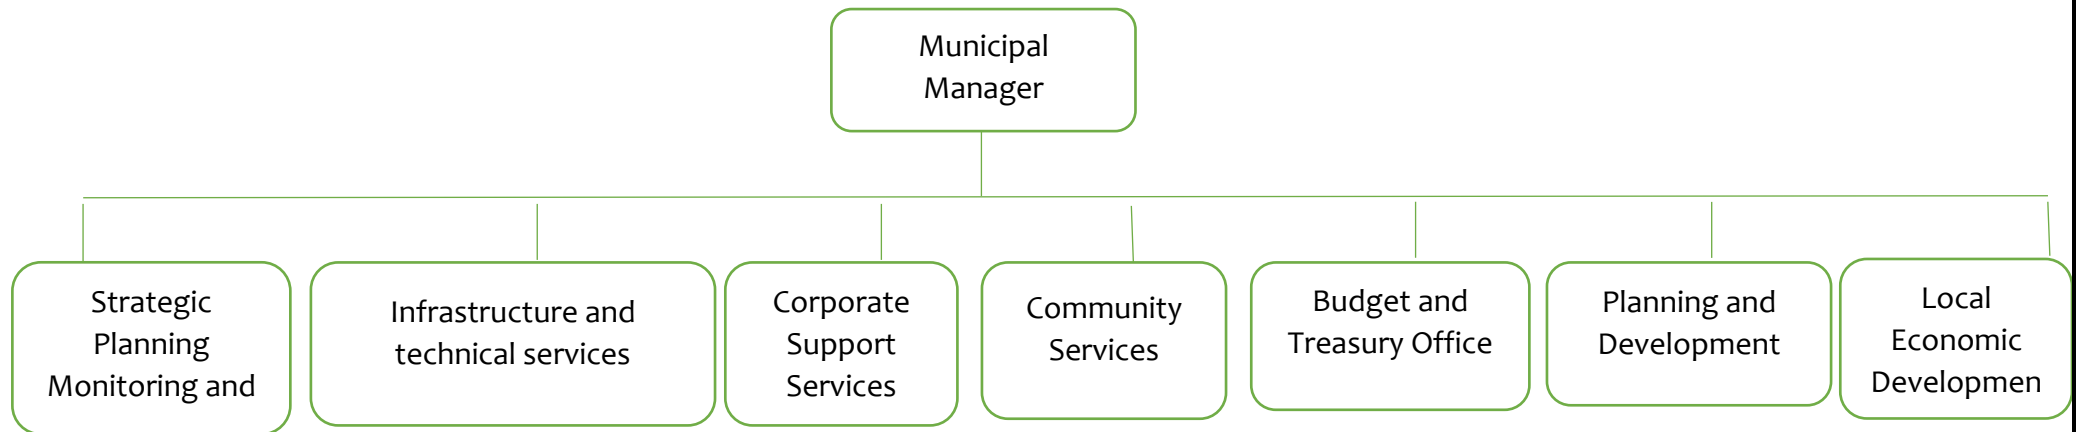 Municipal
Manager
Strategic
Planning
Monitoring and
Infrastructure and
technical services
Corporate
Support
Services
Community
Services
Budget and
Treasury Office
Planning and
Development
Local
Economic
Developmen